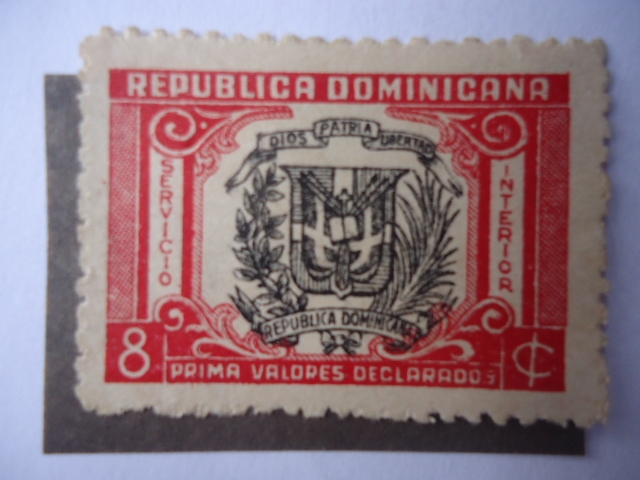 REPUBLICA DOMINICANA
DIOS PATRIA LIBERTAD
SERVICIO
INTERIOR
REPUBLICA DOMINICANA
8 ¢
PRIMA VALORES DECLARADOS